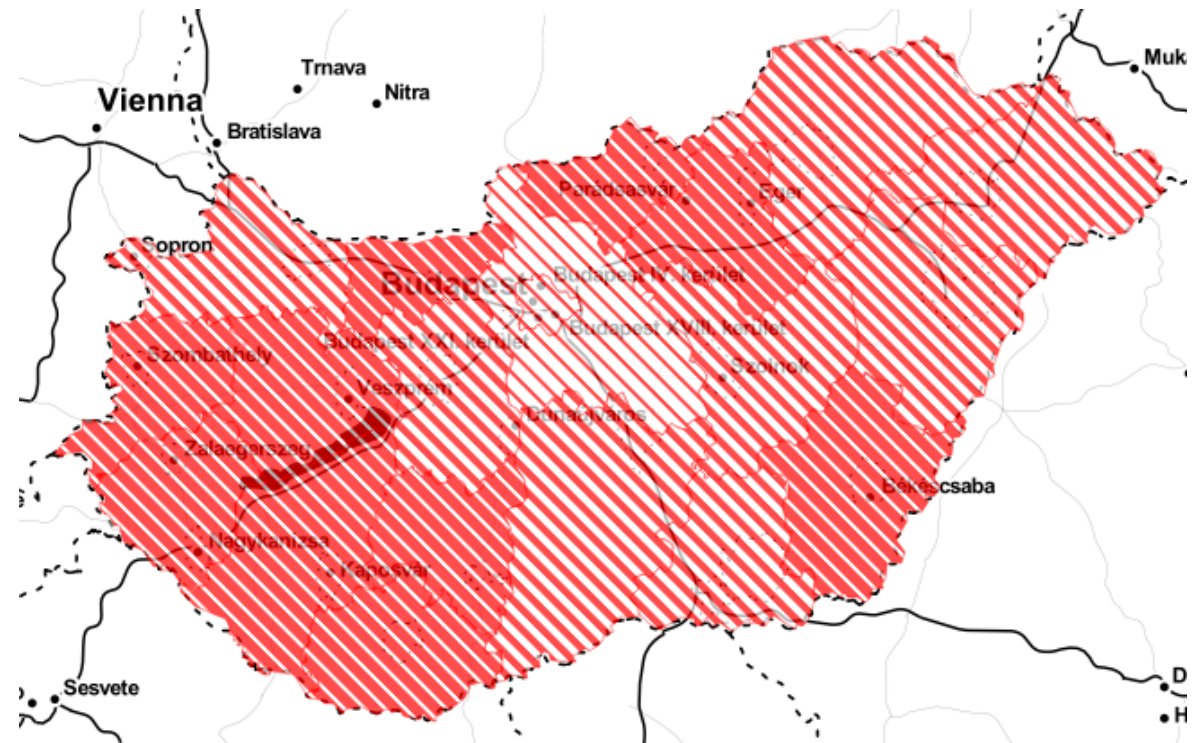 Trnava
Muka
Vienna
Nitra
Bratislava
Parádsasvár
Eger
Sopron
Budapest
Budapest IV. kerület
Budapest XVIII. kerület
Budapest XXI. kerület
Szombathely
Szolnok
Veszprém
Dunaújváros
Zalaegerszeg
Békéscsaba
Nagykanizsa
Kaposvár
Sesvete
D
H